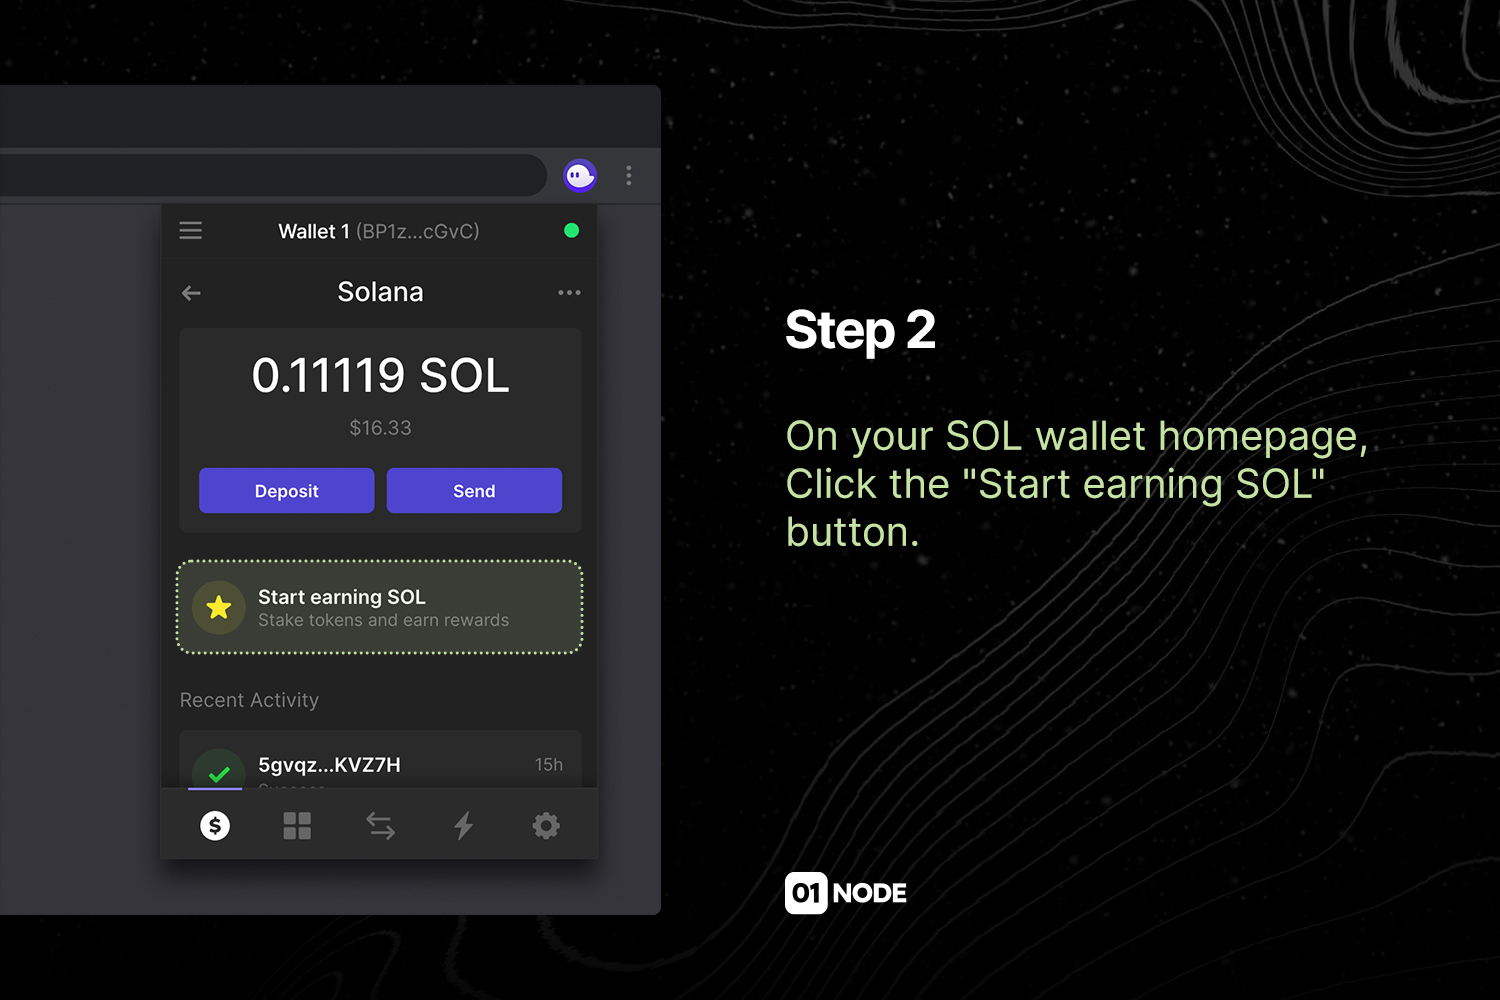 Wallet 1 (BP1z...cGvC)
Solana
0.11119 SOL
$16.33
Deposit
Send
Start earning SOL
Stake tokens and earn rewards
Recent Activity
5gvqz...KVZ7H
15h
$
Step 2
On your SOL wallet homepage,
Click the "Start earning SOL"
button.
01 NODE